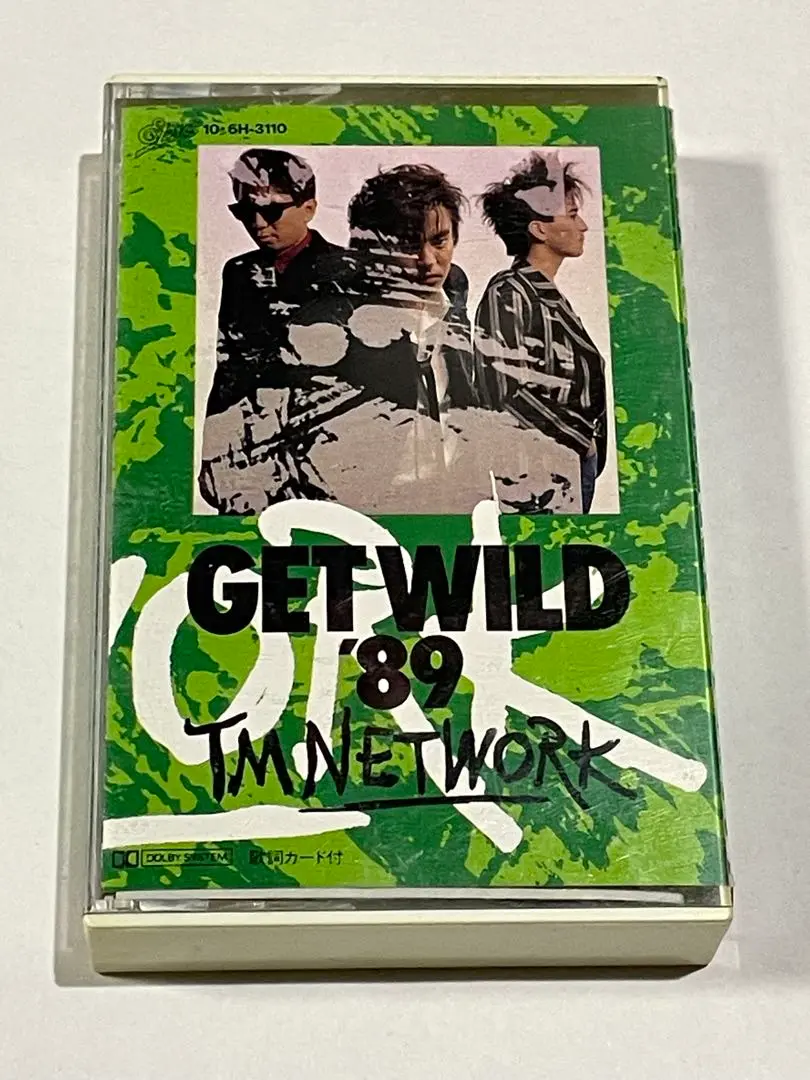 Epic 10·6H-3110
GET WILD
'89
TM NETWORK
DOLBY SYSTEM 歌詞カード付